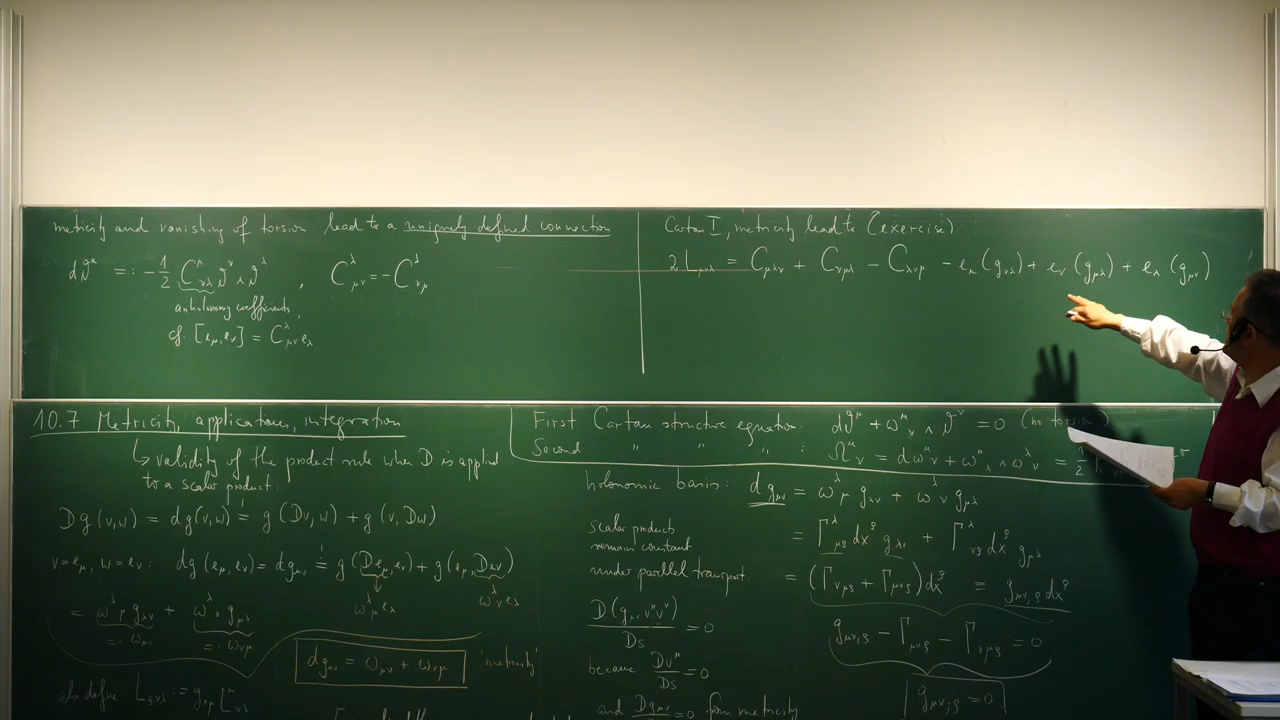 metricity and vanishing of torsion lead to a uniquely defined connection
dϑ^μ =: -1/2 C^μ_{νλ} ϑ^ν ∧ ϑ^λ , C^λ_{μν} = -C^λ_{νμ}
anholonomy coefficients,
cf. [e_μ, e_ν] = C^λ_{μν} e_λ
Cartan I, metricity lead to (exercise):
2 L_{μνλ} = C_{μλν} + C_{νμλ} - C_{λνμ} - e_μ(g_{νλ}) + e_ν(g_{μλ}) + e_λ(g_{μν})
10.7 Metricity, application, integration
↳ validity of the product rule when D is applied
to a scalar product:
Dg(v,w) = dg(v,w) != g(Dv,w) + g(v,Dw)
v=e_μ, w=e_ν: dg(e_μ,e_ν) = dg_{μν} != g(De_μ,e_ν) + g(e_μ,De_ν)
ω^λ_μ e_λ ω^λ_ν e_λ
= ω^λ_μ g_{λν} + ω^λ_ν g_{μλ}
=: ω_{μν} =: ω_{νμ}
dg_{μν} = ω_{μν} + ω_{νμ} 'metricity'
also define
First Cartan structure equation: dϑ^μ + ω^μ_ν ∧ ϑ^ν = 0 (no torsion)
Second " " : Ω^μ_ν = dω^μ_ν + ω^μ_λ ∧ ω^λ_ν = 1/2
holonomic basis: dg_{μν} = ω^λ_μ g_{λν} + ω^λ_ν g_{μλ}
scalar products
remain constant
under parallel transport:
D(g_{μν} v^μ v^ν)/Ds = 0
because Dv^μ/Ds = 0
and Dg_{μν}/Ds = 0 from metricity
= Γ^λ_{μρ} dx^ρ g_{λν} + Γ^λ_{νρ} dx^ρ g_{μλ}
= (Γ_{νμρ} + Γ_{μνρ}) dx^ρ = g_{μν,ρ} dx^ρ
g_{μν,ρ} - Γ_{μνρ} - Γ_{νμρ} = 0
g_{μν;ρ} = 0